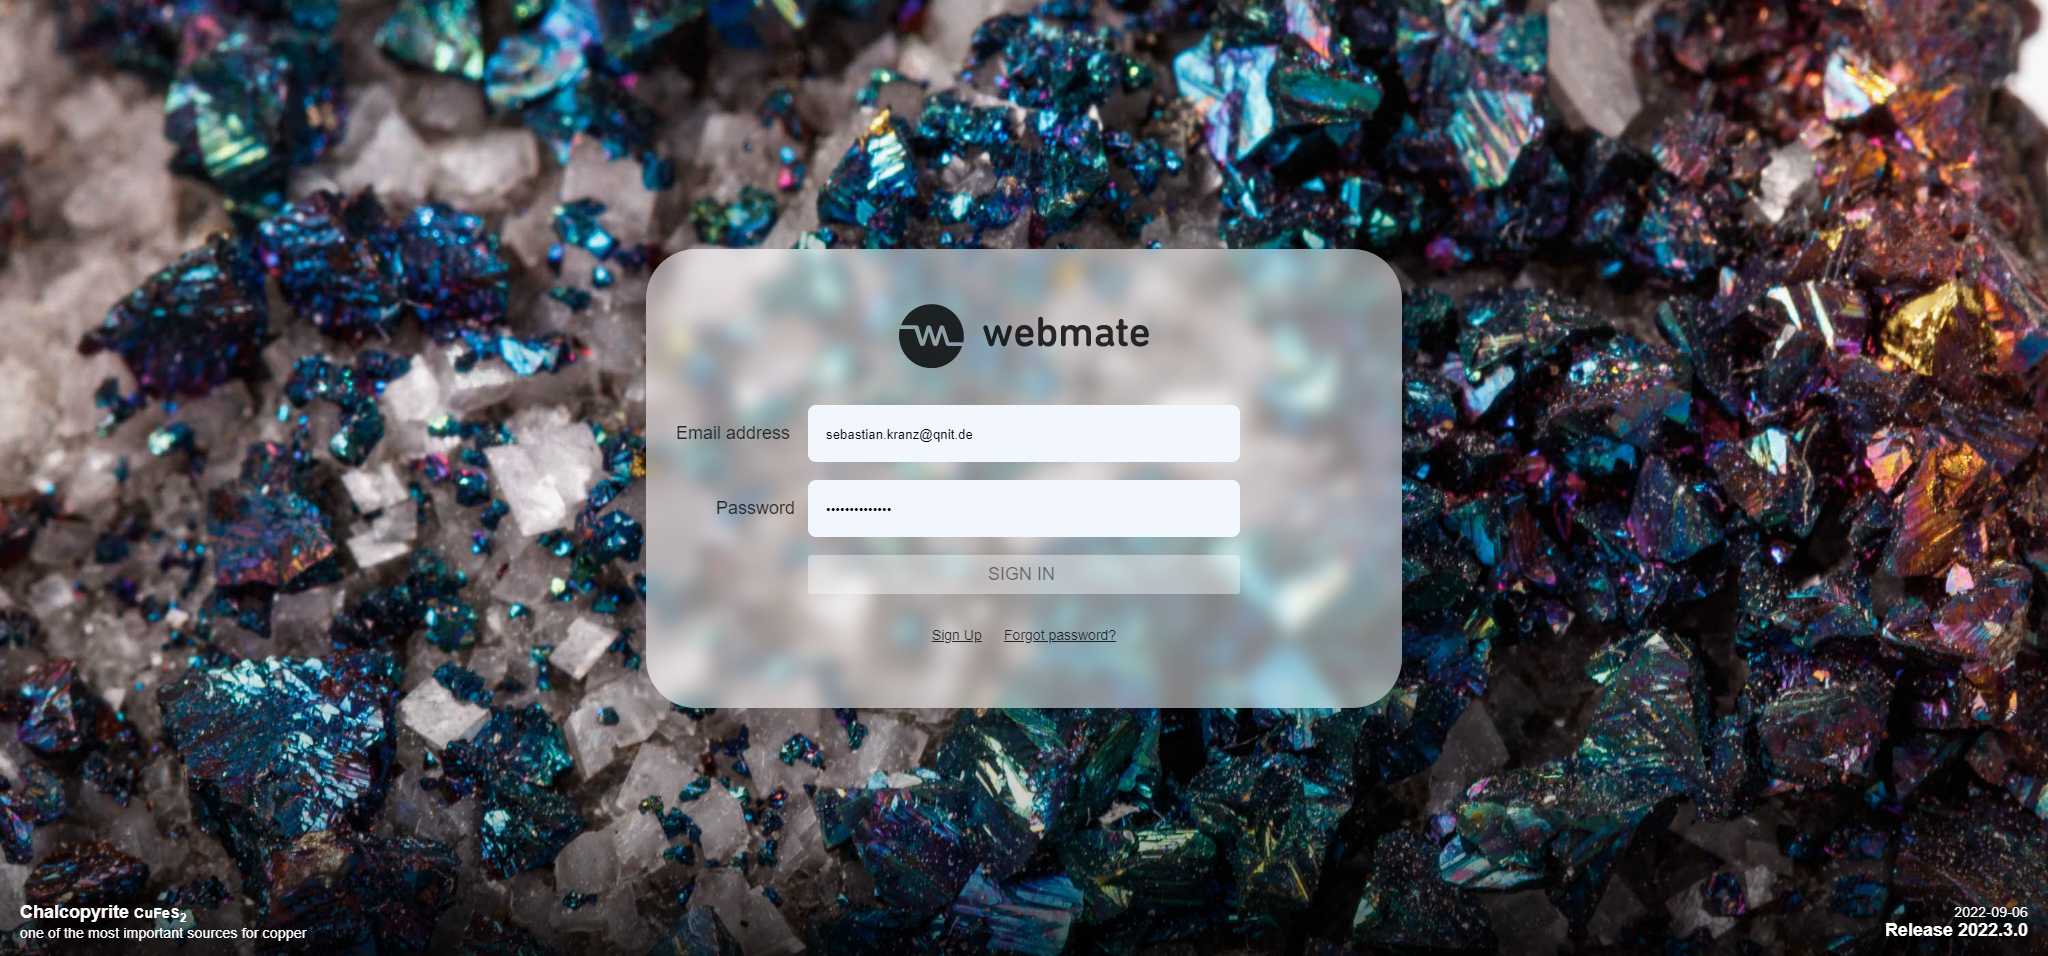 webmate
Email address
sebastian.kranz@qnit.de
Password
••••••••••••••
SIGN IN
Sign Up Forgot password?
Chalcopyrite CuFeS₂
one of the most important sources for copper
2022-09-06
Release 2022.3.0